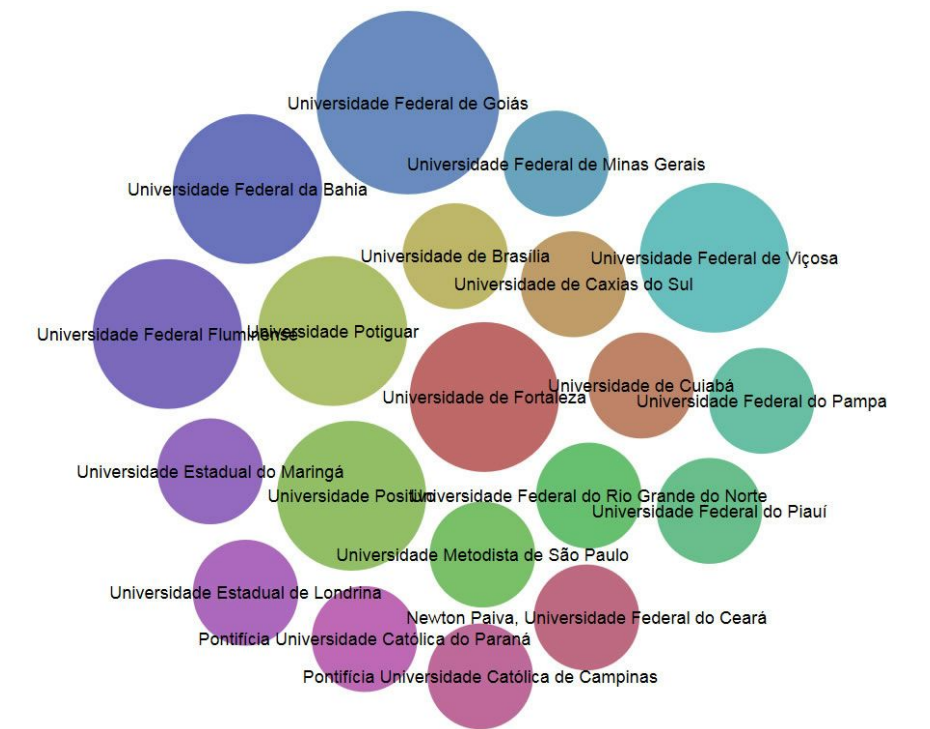 Universidade Federal de Goiás
Universidade Federal de Minas Gerais
Universidade Federal da Bahia
Universidade de Brasília
Universidade Federal de Viçosa
Universidade de Caxias do Sul
Universidade Federal Fluminense
Universidade Potiguar
Universidade de Cuiabá
Universidade de Fortaleza
Universidade Federal do Pampa
Universidade Estadual do Maringá
Universidade Positivo
Universidade Federal do Rio Grande do Norte
Universidade Federal do Piauí
Universidade Metodista de São Paulo
Universidade Estadual de Londrina
Newton Paiva, Universidade Federal do Ceará
Pontifícia Universidade Católica do Paraná
Pontifícia Universidade Católica de Campinas